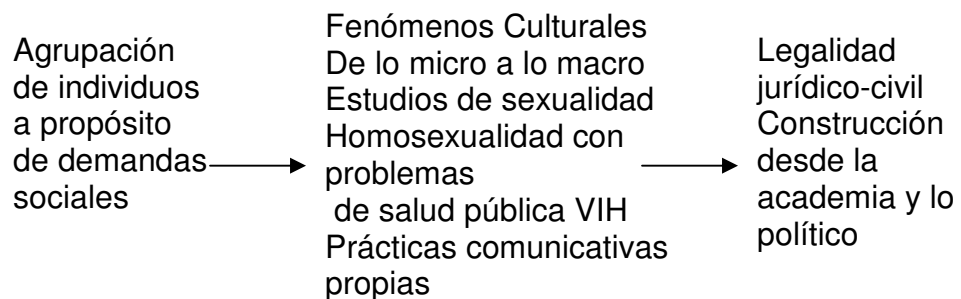 Agrupación
de individuos
a propósito
de demandas
sociales
Fenómenos Culturales
De lo micro a lo macro
Estudios de sexualidad
Homosexualidad con
problemas
de salud pública VIH
Prácticas comunicativas
propias
Legalidad
jurídico-civil
Construcción
desde la
academia y lo
político